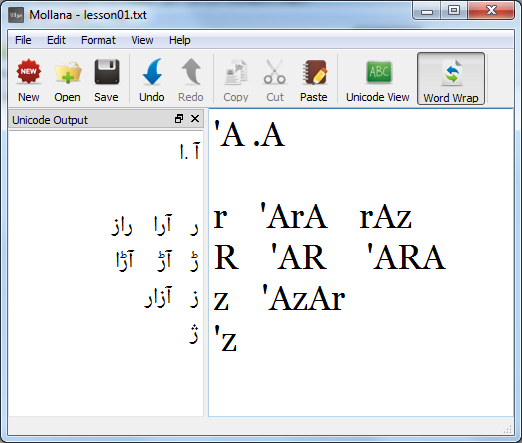 Mollana - lesson01.txt
File Edit Format View Help
New Open Save Undo Redo Copy Cut Paste Unicode View Word Wrap
Unicode Output
آ .ا
ر آرا راز
ڑ آڑ آڑا
ز آزار
ژ
'A .A
r 'ArA rAz
R 'AR 'ARA
z 'AzAr
'z